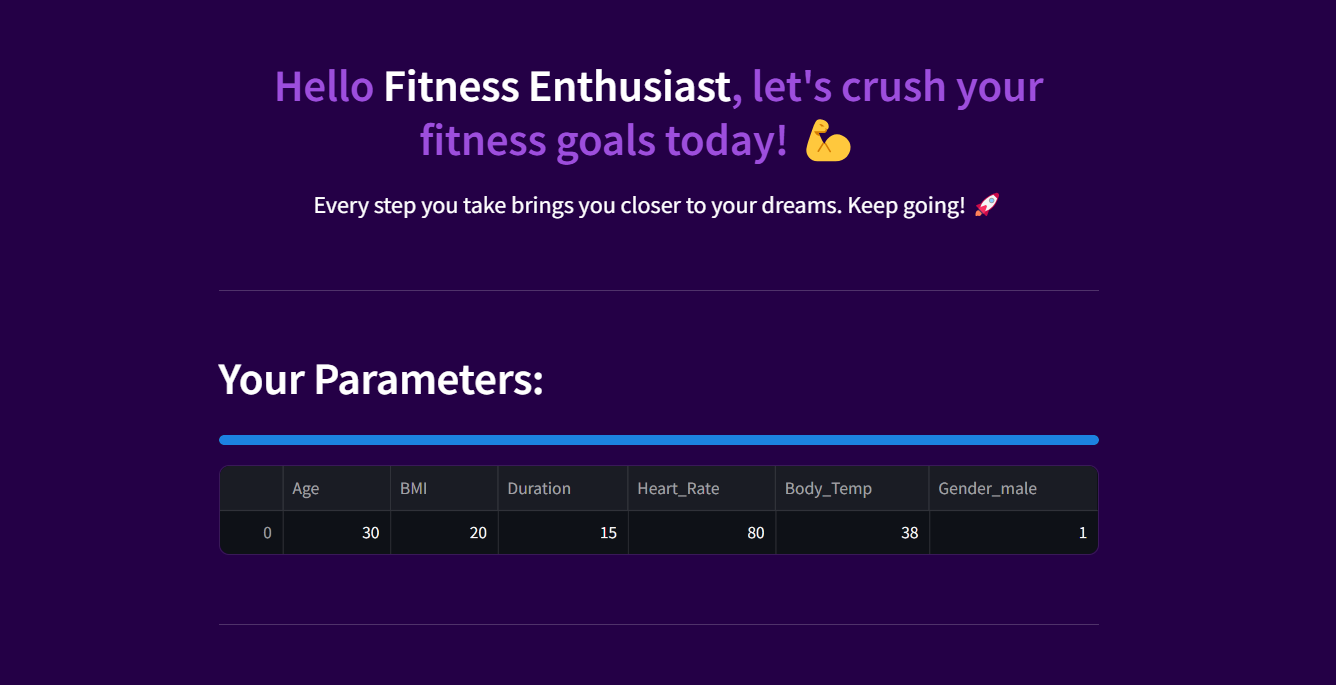 Hello Fitness Enthusiast, let's crush your
fitness goals today! 💪
Every step you take brings you closer to your dreams. Keep going! 🚀
Your Parameters:
Age BMI Duration Heart_Rate Body_Temp Gender_male
0 30 20 15 80 38 1